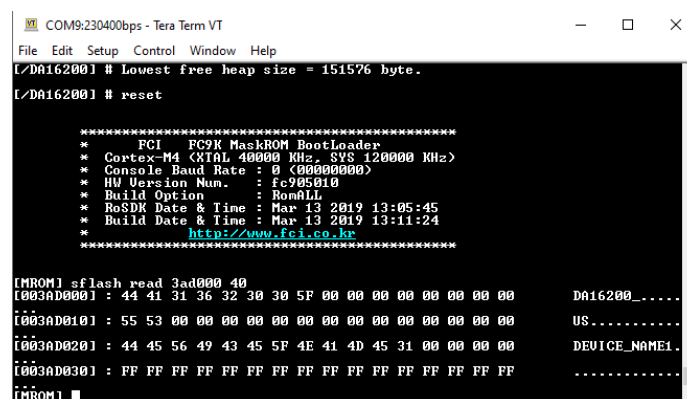 COM9:230400bps - Tera Term VT
File Edit Setup Control Window Help
[/DA16200] # Lowest free heap size = 151576 byte.
[/DA16200] # reset
******************************************************
* FCI FC9K MaskROM BootLoader
* Cortex-M4 (XTAL 40000 KHz, SYS 120000 KHz)
* Console Baud Rate : 0 (00000000)
* HW Version Num. : fc905010
* Build Option : RomALL
* RoSDK Date & Time : Mar 13 2019 13:05:45
* Build Date & Time : Mar 13 2019 13:11:24
* http://www.fci.co.kr
******************************************************
[MROM] sflash read 3ad000 40
[003AD000] : 44 41 31 36 32 30 30 5F 00 00 00 00 00 00 00 00 DA16200_.....
...
[003AD010] : 55 53 00 00 00 00 00 00 00 00 00 00 00 00 00 00 US...........
...
[003AD020] : 44 45 56 49 43 45 5F 4E 41 4D 45 31 00 00 00 00 DEVICE_NAME1.
...
[003AD030] : FF FF FF FF FF FF FF FF FF FF FF FF FF FF FF FF .............
...
[MROM]